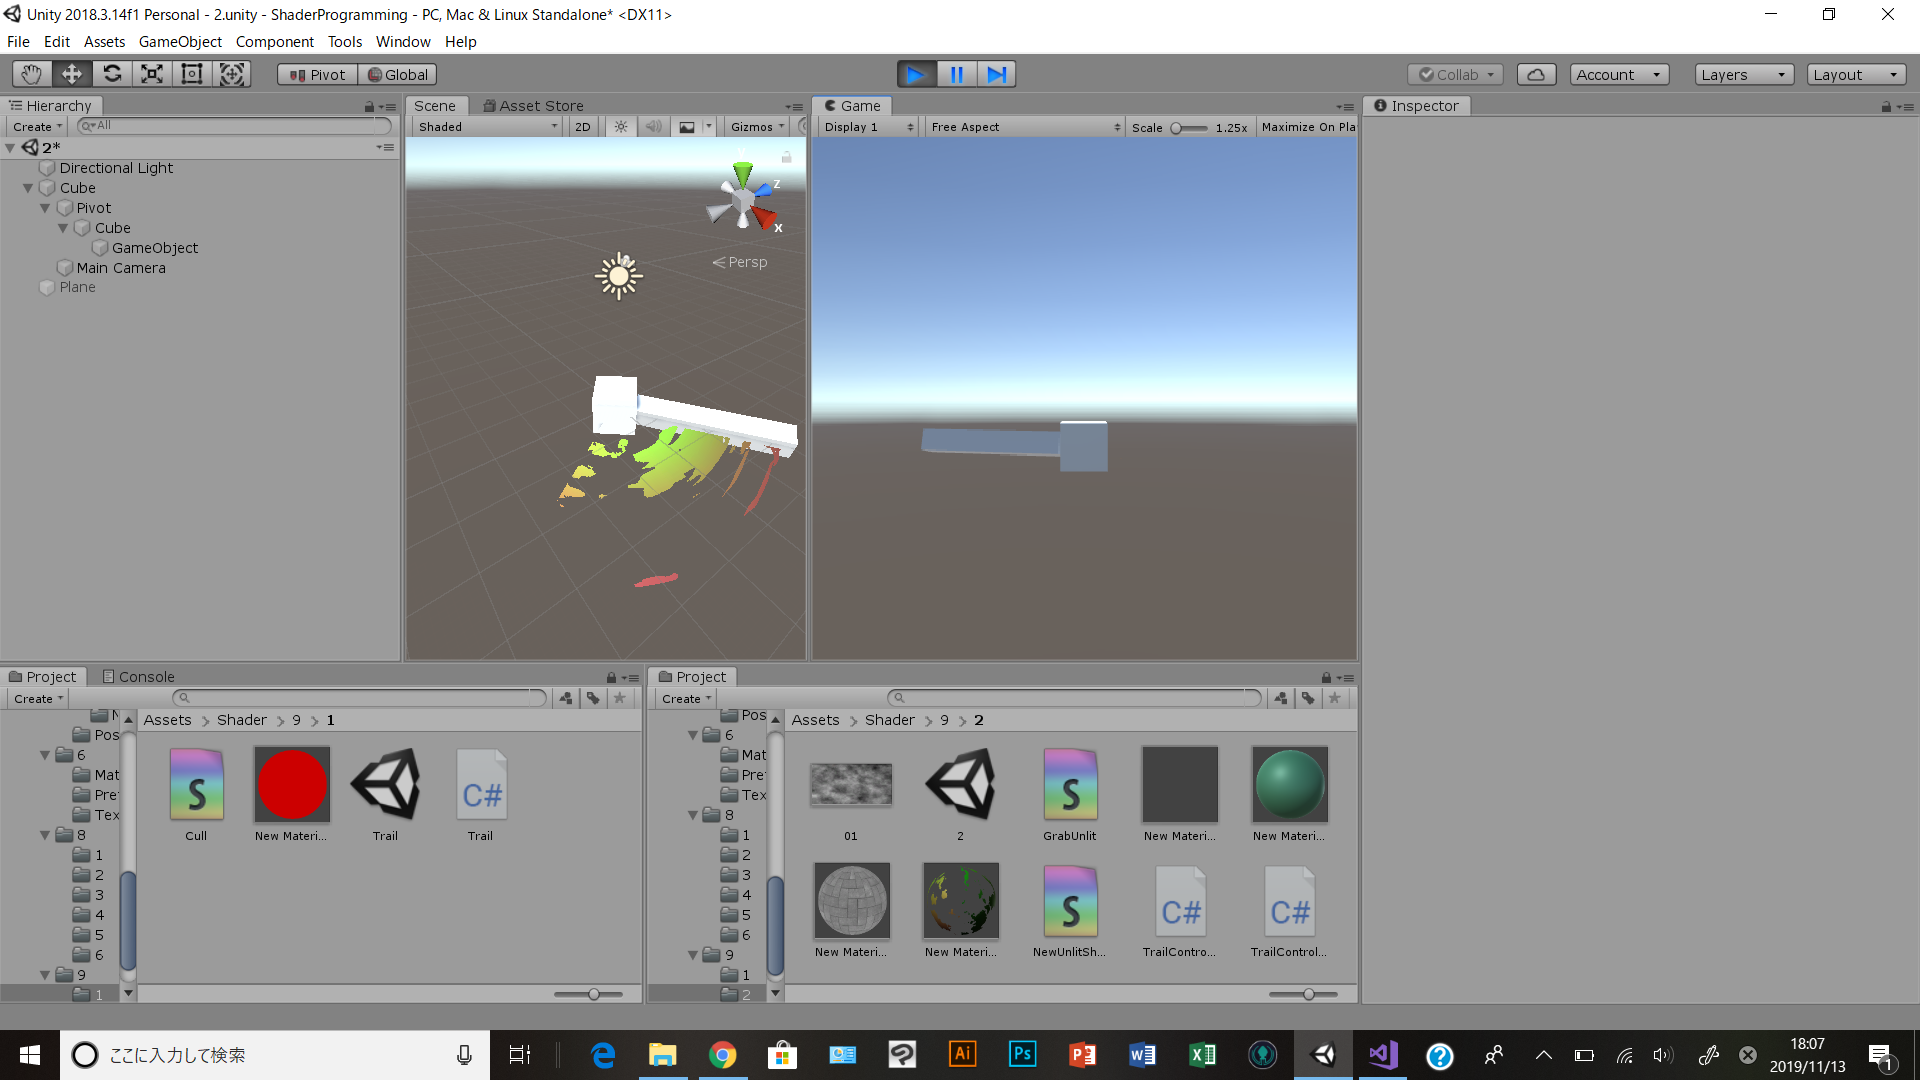 Unity 2018.3.14f1 Personal - 2.unity - ShaderProgramming - PC, Mac & Linux Standalone* <DX11>
File Edit Assets GameObject Component Tools Window Help
Pivot Global Collab Account Layers Layout
Hierarchy
Create All
2*
Directional Light
Cube
Pivot
Cube
GameObject
Main Camera
Plane
Scene Asset Store
Shaded 2D Gizmos
z
x
Persp
Game
Display 1 Free Aspect Scale 1.25x Maximize On Pla
Inspector
Project Console
Create
Pos
6
Mat
Pre
Tex
8
1
2
3
4
5
6
9
1
Assets > Shader > 9 > 1
Cull New Materi... Trail Trail
C#
Project
Create
Pos
6
Mat
Pre
Tex
8
1
2
3
4
5
6
9
1
2
Assets > Shader > 9 > 2
01 2 GrabUnlit New Materi... New Materi...
C# C#
New Materi... New Materi... NewUnlitSh... TrailContro... TrailControl...
ここに入力して検索
Ai Ps
18:07
2019/11/13
1